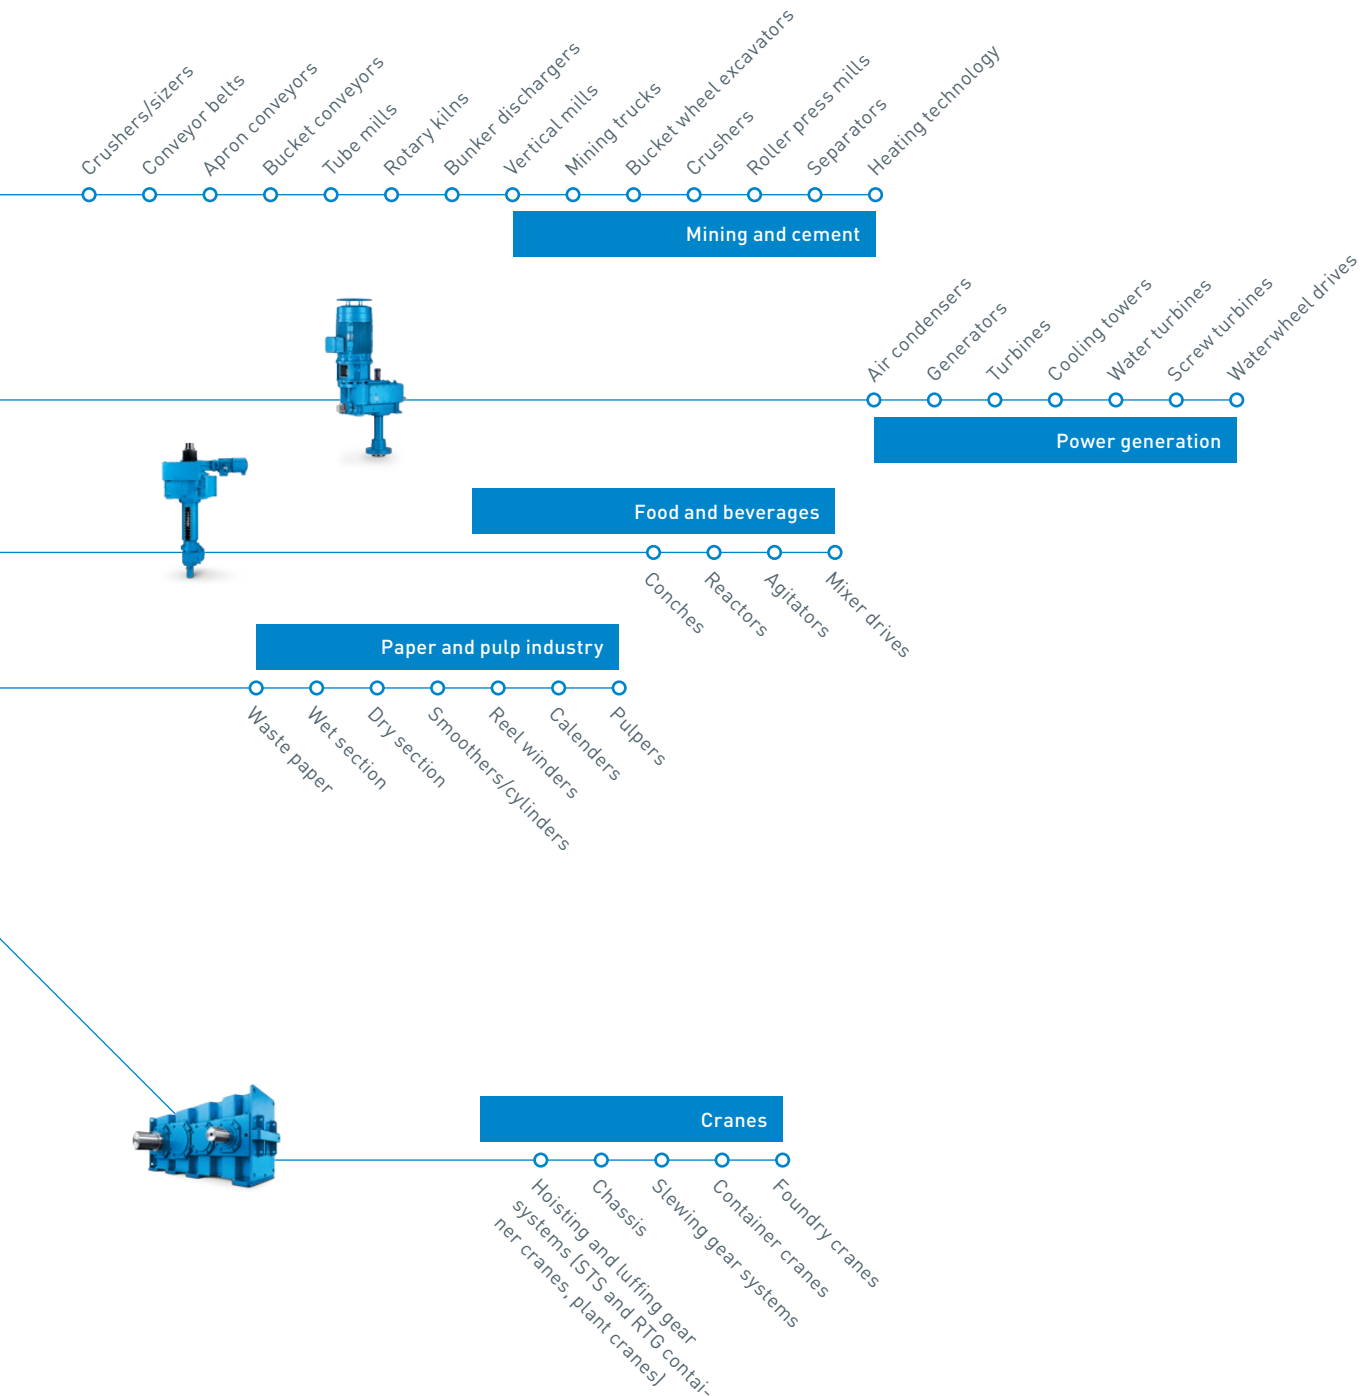 Crushers/sizers
Conveyor belts
Apron conveyors
Bucket conveyors
Tube mills
Rotary kilns
Bunker dischargers
Vertical mills
Mining trucks
Bucket wheel excavators
Crushers
Roller press mills
Separators
Heating technology
Mining and cement
Air condensers
Generators
Turbines
Cooling towers
Water turbines
Screw turbines
Waterwheel drives
Power generation
Food and beverages
Conches
Reactors
Agitators
Mixer drives
Paper and pulp industry
Waste paper
Wet section
Dry section
Smoothers/cylinders
Reel winders
Calenders
Pulpers
Cranes
Hoisting and luffing gear
systems (STS and RTG contai-
ner cranes, plant cranes)
Chassis
Slewing gear systems
Container cranes
Foundry cranes